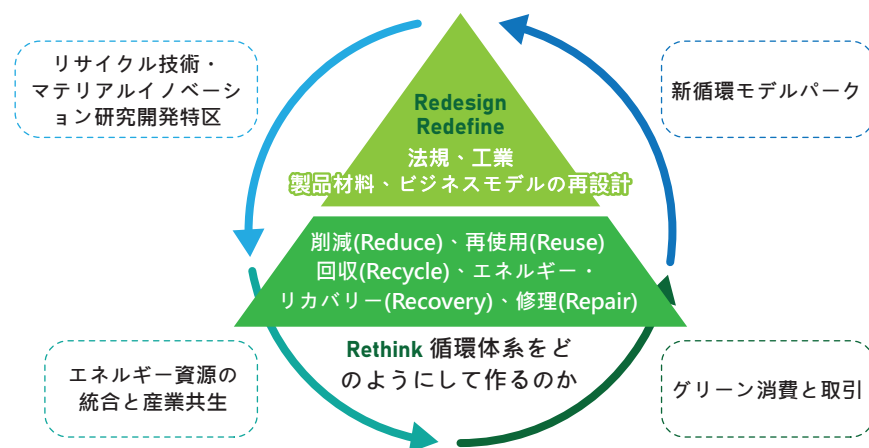 リサイクル技術・
マテリアルイノベーシ
ョン研究開発特区
新循環モデルパーク
Redesign
Redefine
法規、工業
製品材料、ビジネスモデルの再設計
削減(Reduce)、再使用(Reuse)
回収(Recycle)、エネルギー・
リカバリー(Recovery)、修理(Repair)
Rethink 循環体系をど
のようにして作るのか
エネルギー資源の
統合と産業共生
グリーン消費と取引